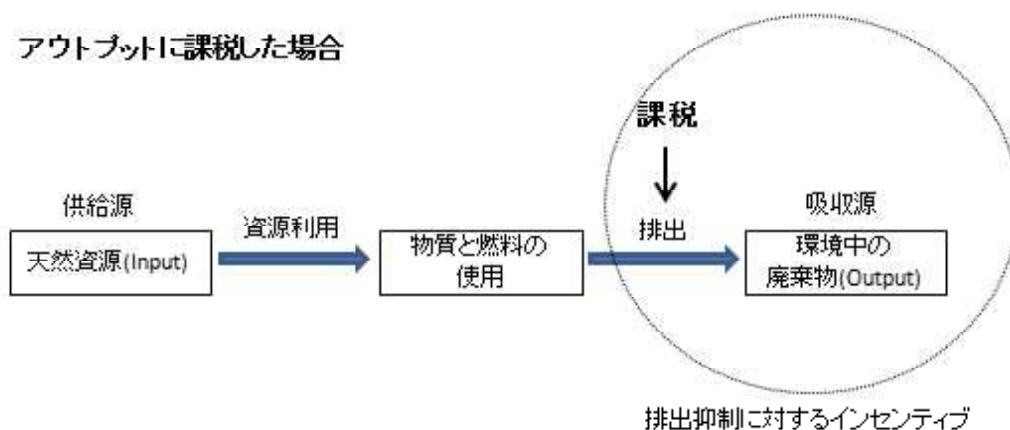 アウトプットに課税した場合
課税
供給源
資源利用
排出
吸収源
天然資源(Input)
物質と燃料の
使用
環境中の
廃棄物(Output)
排出抑制に対するインセンティブ